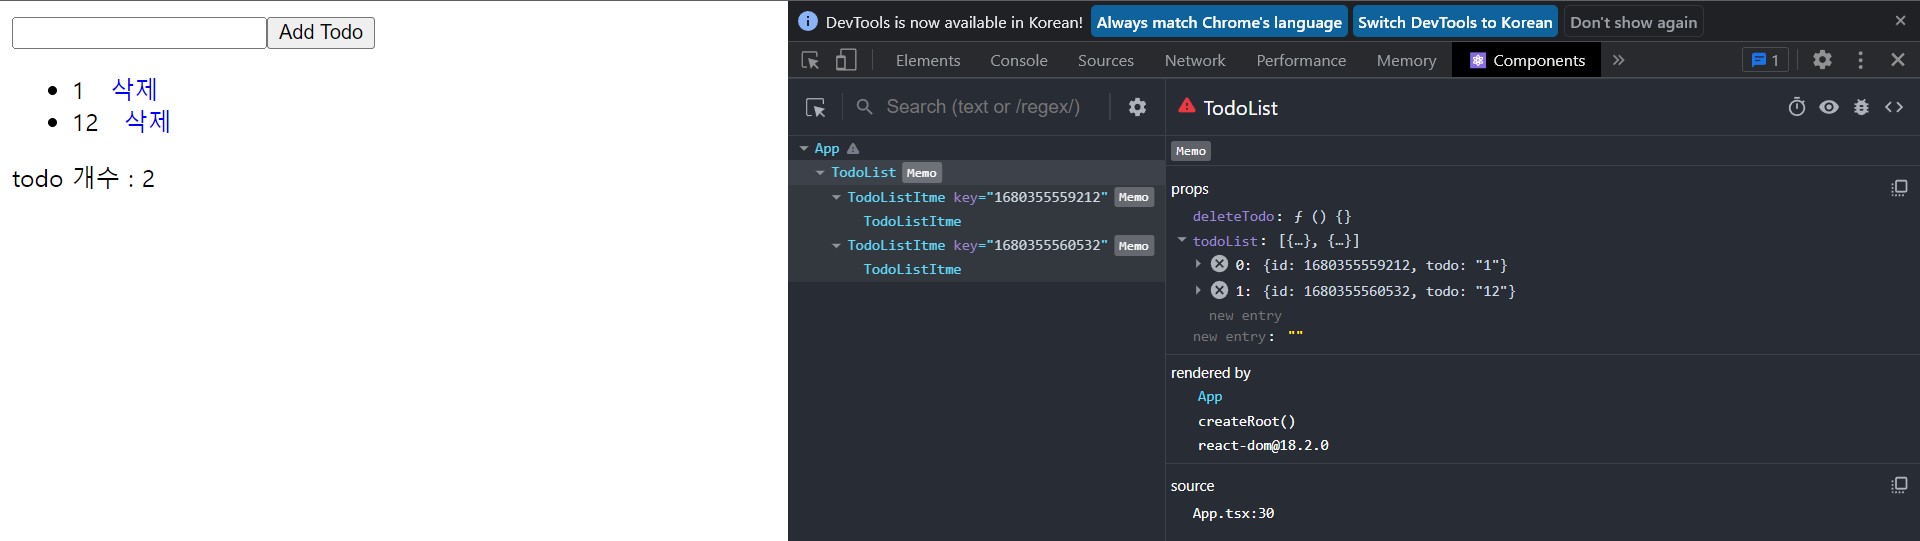 Add Todo
1 삭제
12 삭제
todo 개수 : 2
DevTools is now available in Korean! Always match Chrome's language Switch DevTools to Korean Don't show again
Elements Console Sources Network Performance Memory Components 1
Search (text or /regex/)
App
TodoList Memo
TodoListItme key="1680355559212" Memo
TodoListItme
TodoListItme key="1680355560532" Memo
TodoListItme
TodoList
Memo
props
deleteTodo: ƒ () {}
todoList: [{…}, {…}]
0: {id: 1680355559212, todo: "1"}
1: {id: 1680355560532, todo: "12"}
new entry
new entry: ""
rendered by
App
createRoot()
react-dom@18.2.0
source
App.tsx:30